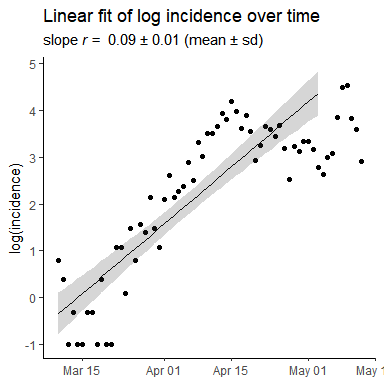 Linear fit of log incidence over time
slope r = 0.09 ± 0.01 (mean ± sd)
log(incidence)
5
4
3
2
1
0
-1
Mar 15 Apr 01 Apr 15 May 01 May 1